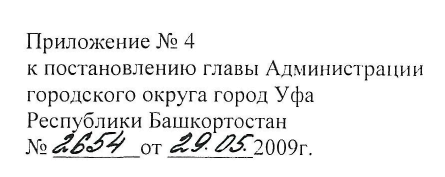 Приложение № 4
к постановлению главы Администрации
городского округа город Уфа
Республики Башкортостан
№ 2654 от 29.05.2009г.